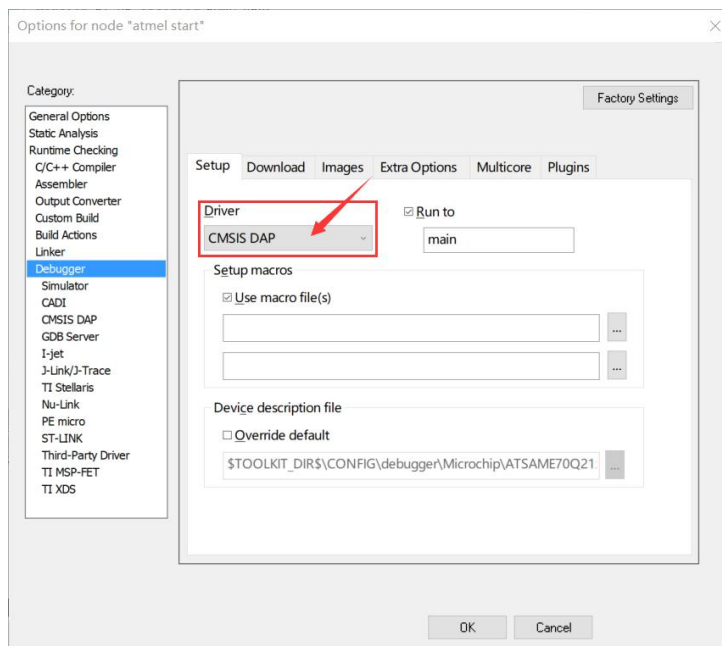 Options for node "atmel start"
Category:
Factory Settings
General Options
Static Analysis
Runtime Checking
C/C++ Compiler
Assembler
Output Converter
Custom Build
Build Actions
Linker
Debugger
Simulator
CADI
CMSIS DAP
GDB Server
I-jet
J-Link/J-Trace
TI Stellaris
Nu-Link
PE micro
ST-LINK
Third-Party Driver
TI MSP-FET
TI XDS
Setup Download Images Extra Options Multicore Plugins
Driver
CMSIS DAP
Run to
main
Setup macros
Use macro file(s)
...
...
Device description file
Override default
$TOOLKIT_DIR$\CONFIG\debugger\Microchip\ATSAME70Q21
...
OK Cancel